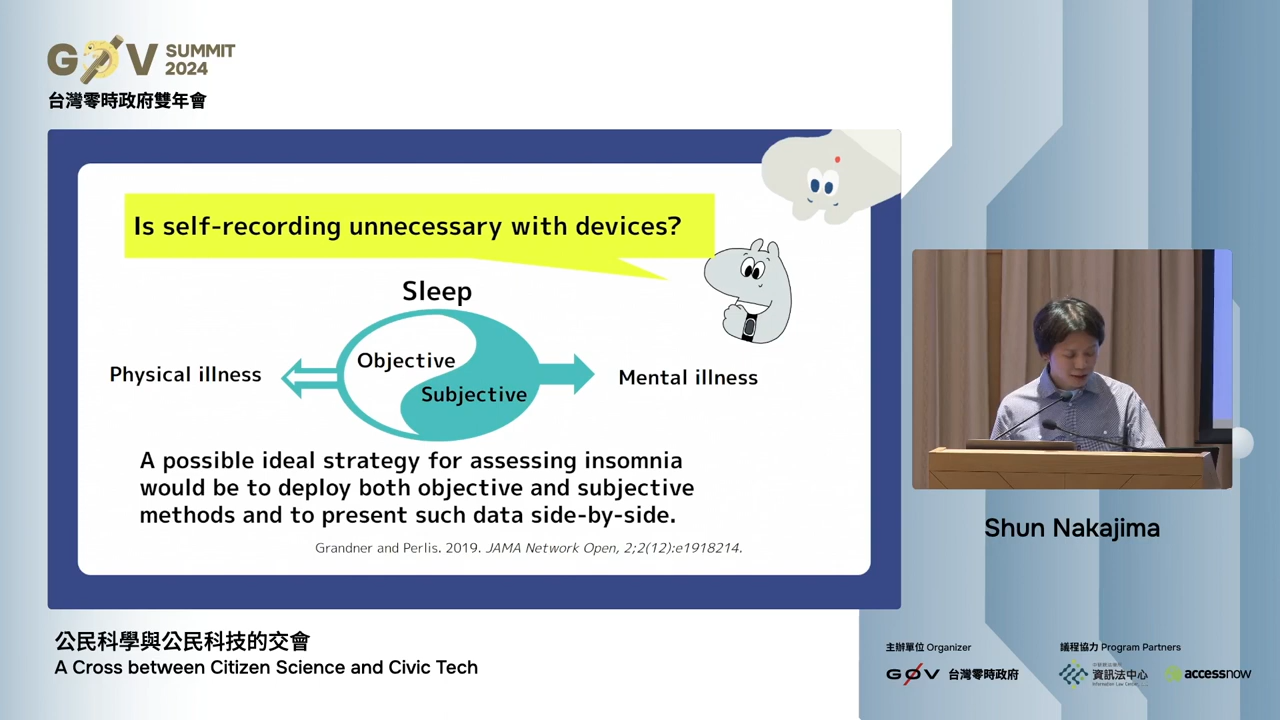 GØV SUMMIT 2024
台灣零時政府雙年會
Is self-recording unnecessary with devices?
Sleep
Objective
Subjective
Physical illness
Mental illness
A possible ideal strategy for assessing insomnia
would be to deploy both objective and subjective
methods and to present such data side-by-side.
Grandner and Perlis. 2019. JAMA Network Open, 2;2(12):e1918214.
Shun Nakajima
公民科學與公民科技的交會
A Cross between Citizen Science and Civic Tech
主辦單位 Organizer
GØV 台灣零時政府
議程協力 Program Partners
資訊法中心
Information Law Center
accessnow